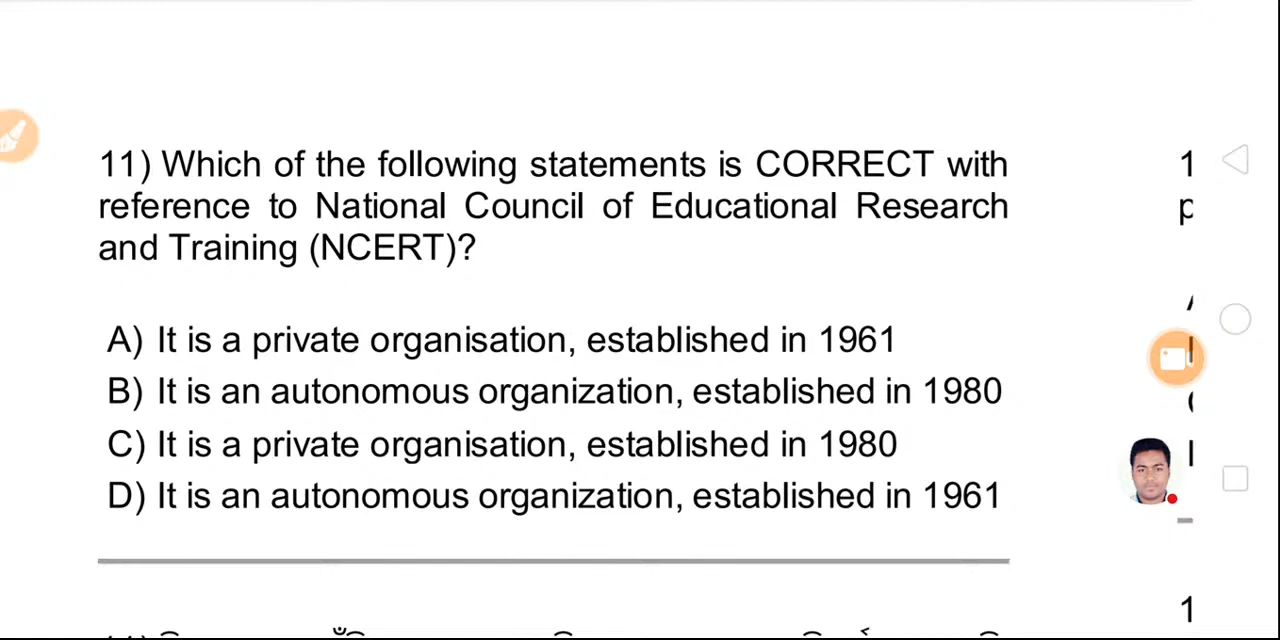 11) Which of the following statements is CORRECT with
reference to National Council of Educational Research
and Training (NCERT)?
A) It is a private organisation, established in 1961
B) It is an autonomous organization, established in 1980
C) It is a private organisation, established in 1980
D) It is an autonomous organization, established in 1961
1
p
1